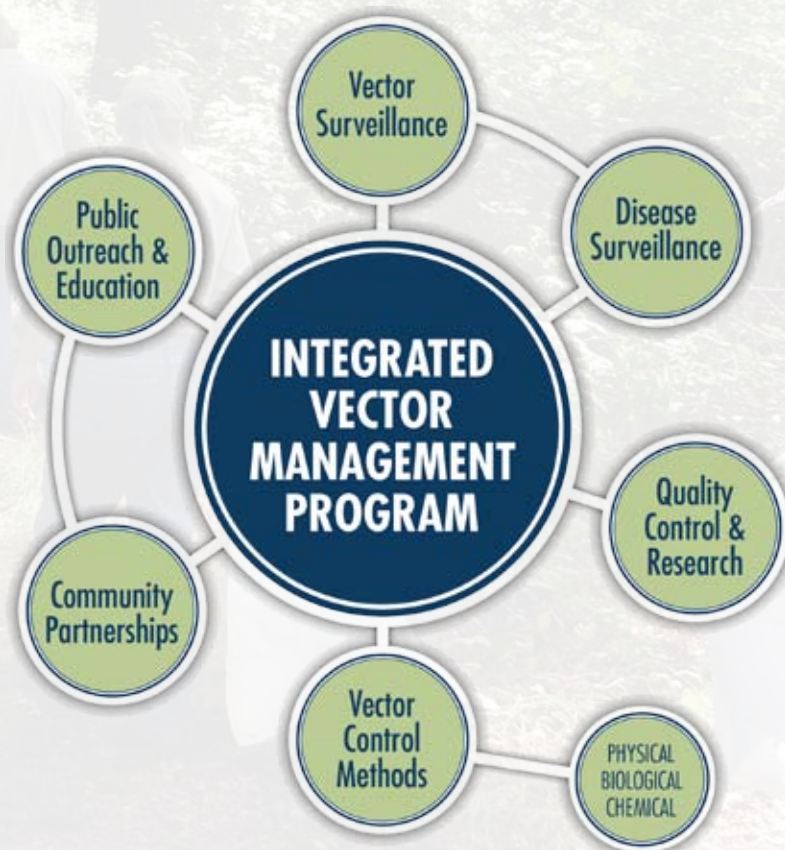 Vector
Surveillance
Disease
Surveillance
Public
Outreach &
Education
INTEGRATED
VECTOR
MANAGEMENT
PROGRAM
Quality
Control &
Research
Community
Partnerships
Vector
Control
Methods
PHYSICAL
BIOLOGICAL
CHEMICAL